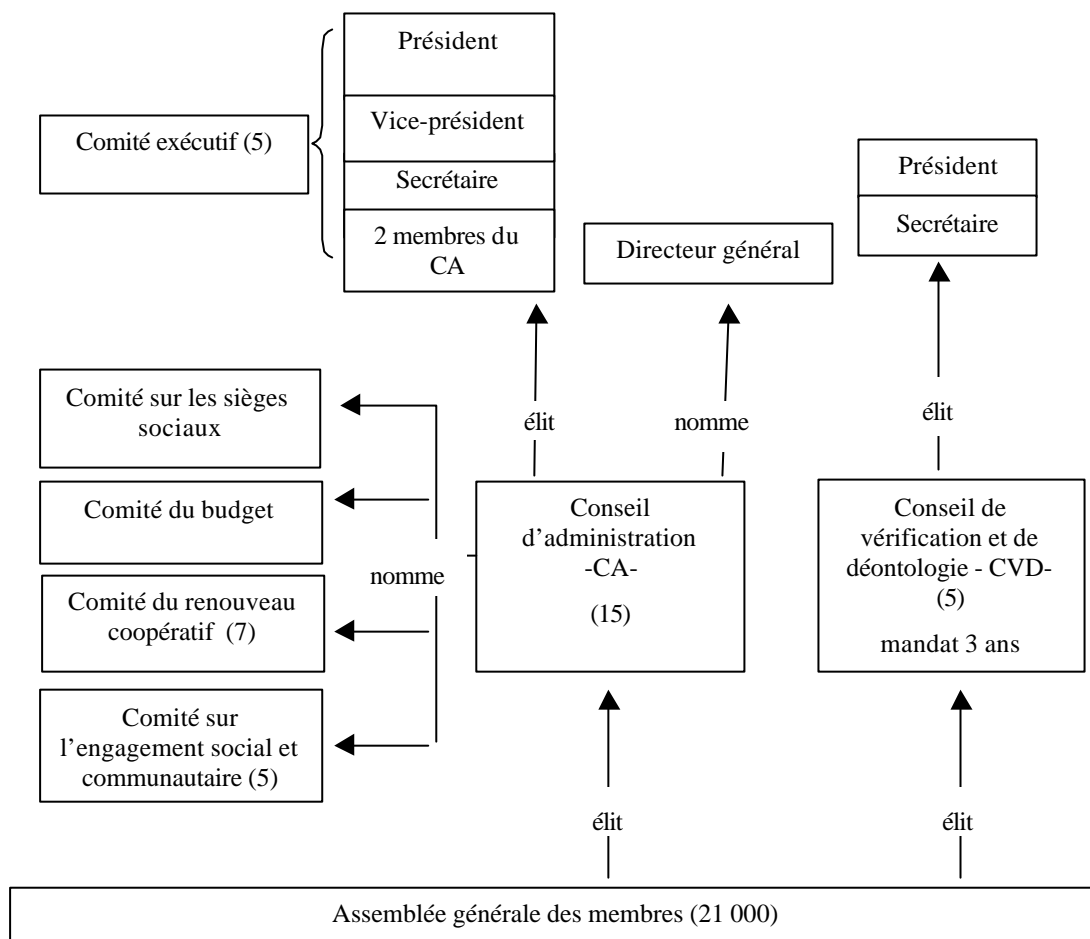 Président
Vice-président
Comité exécutif (5)
Secrétaire
2 membres du
CA
Président
Secrétaire
Directeur général
Comité sur les sièges
sociaux
élit
nomme
élit
Comité du budget
Conseil
d’administration
-CA-
(15)
Conseil de
vérification et de
déontologie - CVD-
(5)
mandat 3 ans
nomme
Comité du renouveau
coopératif (7)
Comité sur
l’engagement social et
communautaire (5)
élit
élit
Assemblée générale des membres (21 000)